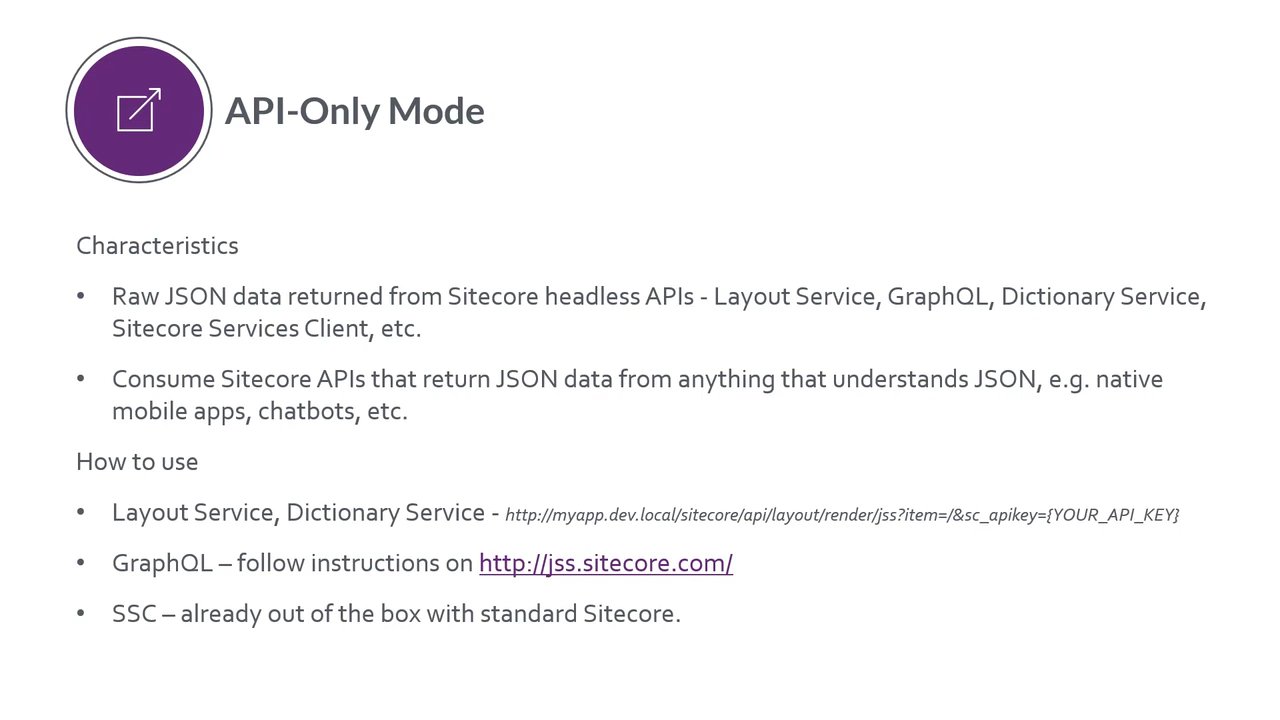 API-Only Mode
Characteristics
• Raw JSON data returned from Sitecore headless APIs - Layout Service, GraphQL, Dictionary Service,
Sitecore Services Client, etc.
• Consume Sitecore APIs that return JSON data from anything that understands JSON, e.g. native
mobile apps, chatbots, etc.
How to use
• Layout Service, Dictionary Service - http://myapp.dev.local/sitecore/api/layout/render/jss?item=/&sc_apikey={YOUR_API_KEY}
• GraphQL – follow instructions on http://jss.sitecore.com/
• SSC – already out of the box with standard Sitecore.